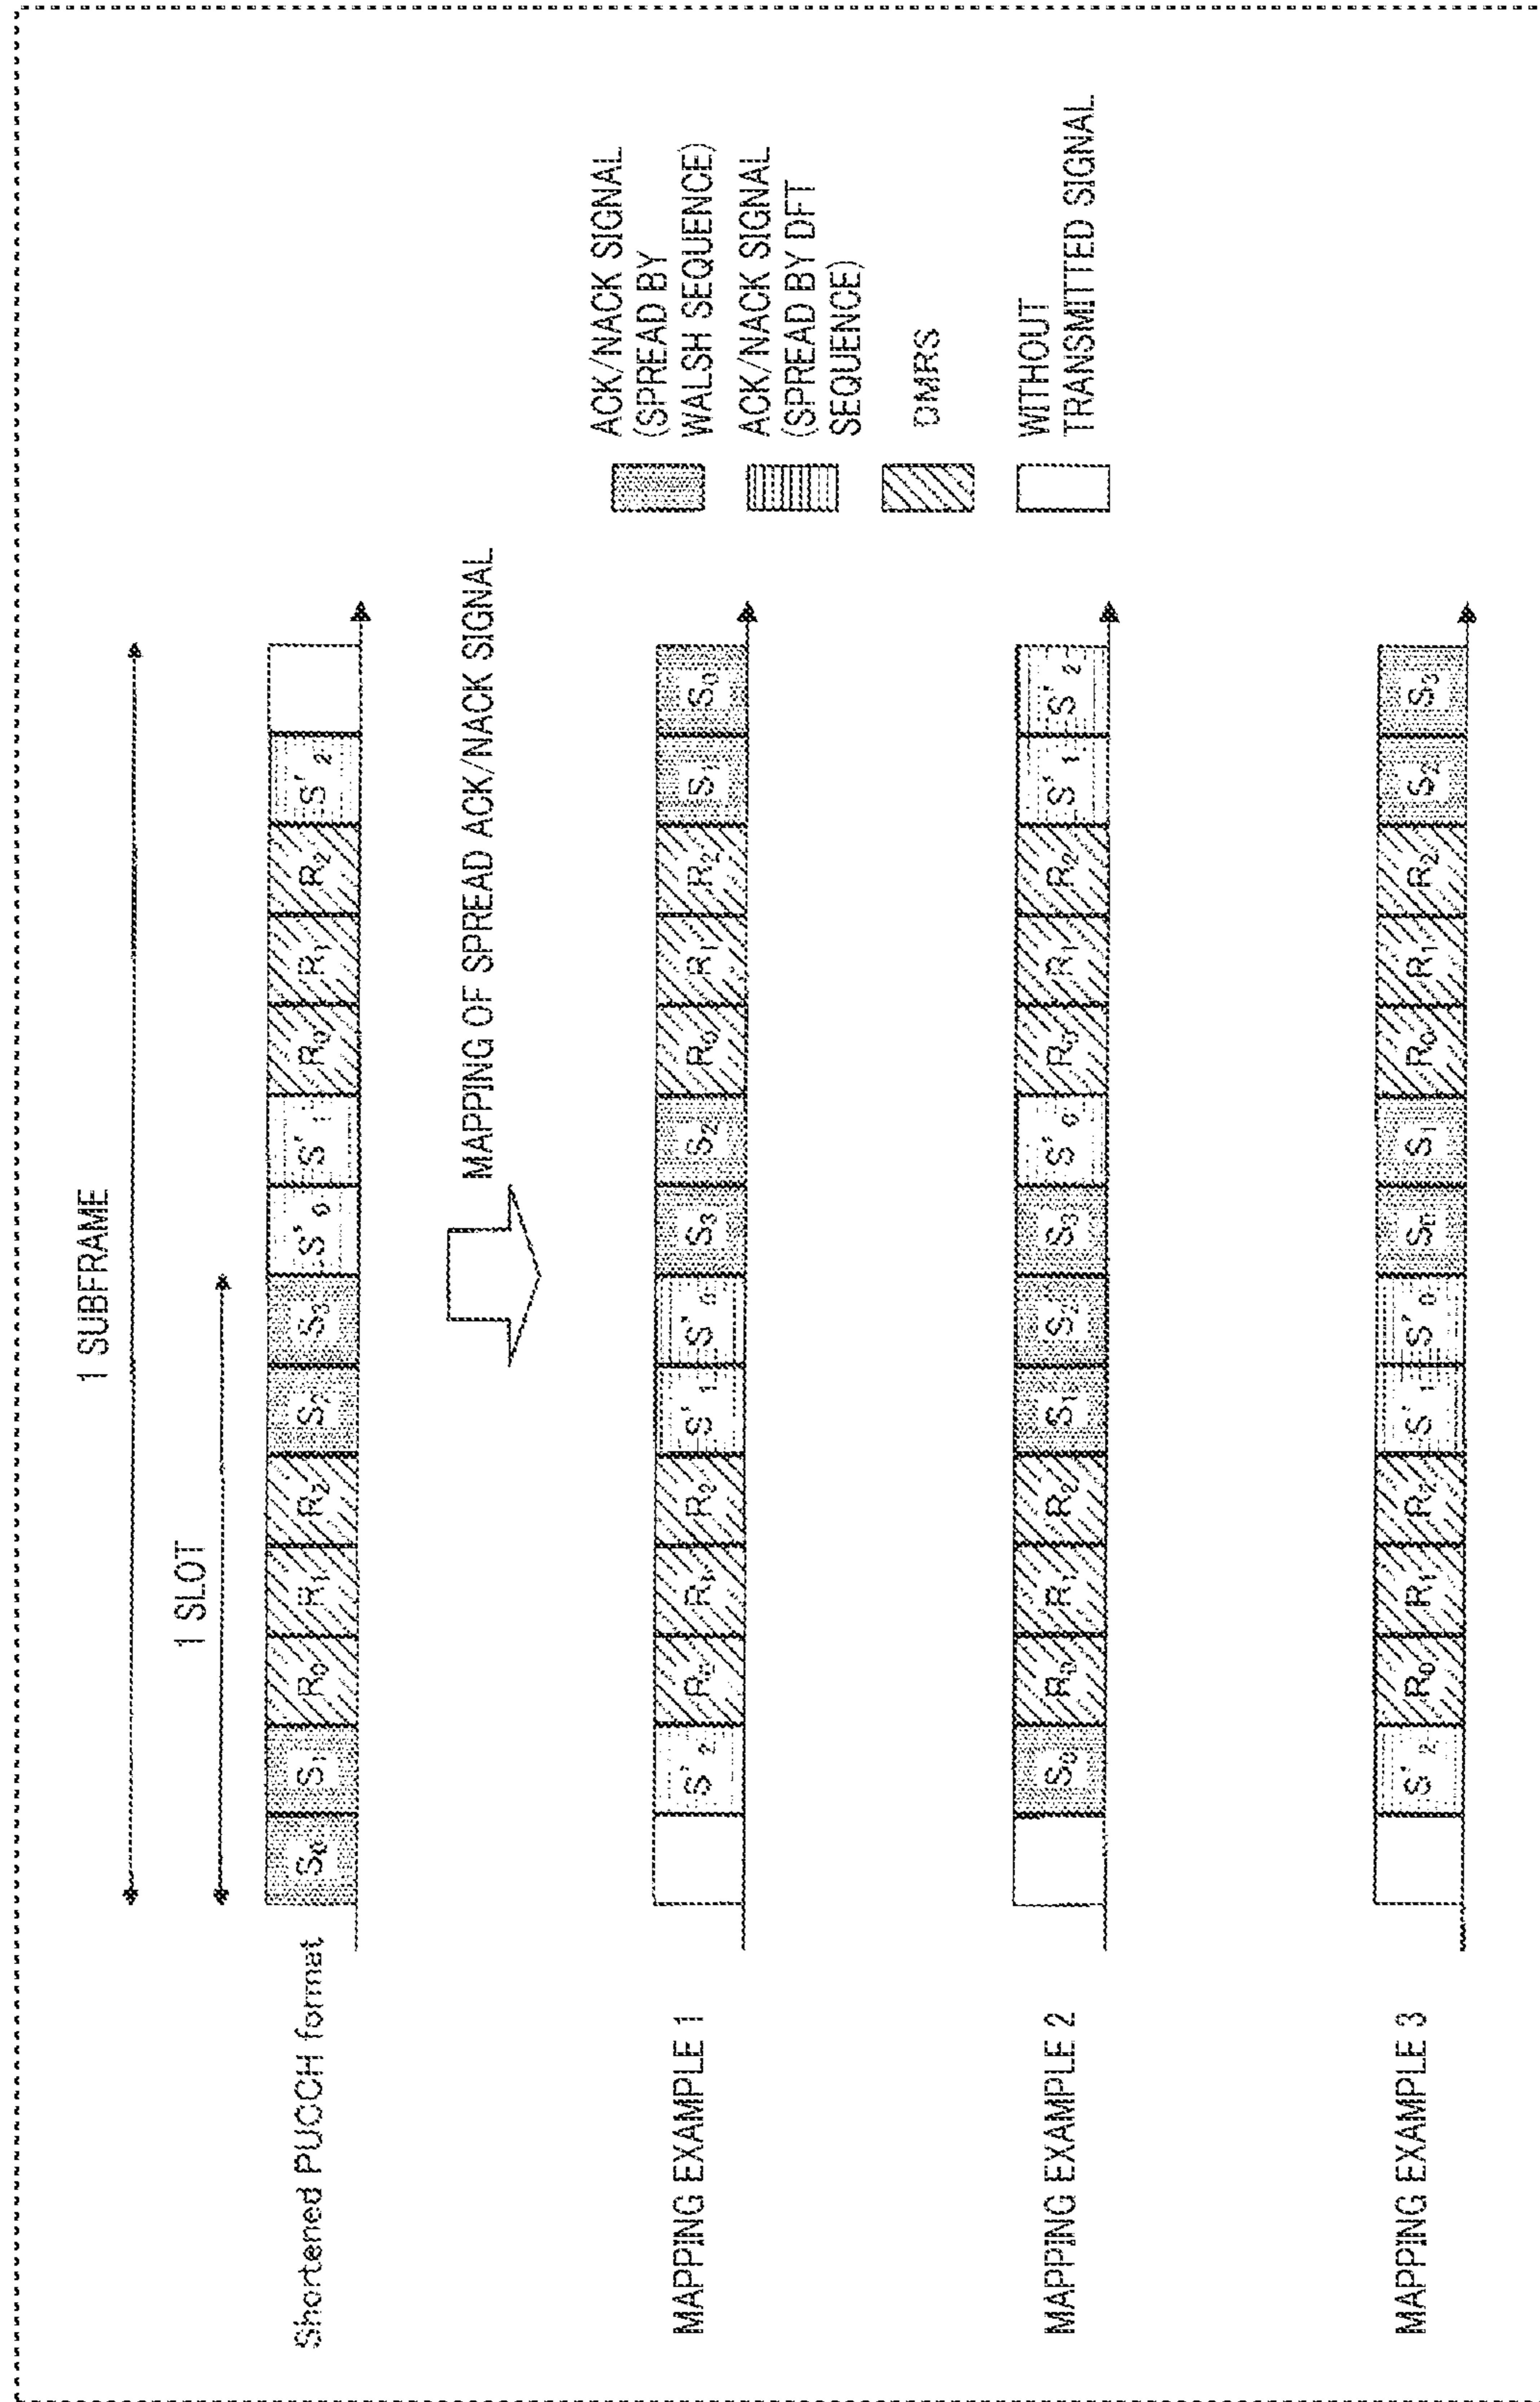 1 SUBFRAME
1 SLOT
Shortened PUCCH format
S₀ S₁ R₀ R₁ R₂ S₂ S₃ S'₀ S'₁ R₀ R₁ R₂ S'₂
MAPPING OF SPREAD ACK/NACK SIGNAL
MAPPING EXAMPLE 1
S'₂ R₀ R₁ R₂ S'₁ S'₀ S₃ S₂ R₀ R₁ R₂ S₁ S₀
MAPPING EXAMPLE 2
S₀ R₀ R₁ R₂ S₁ S₂ S₃ S'₀ R₀ R₁ R₂ S'₁ S'₂
MAPPING EXAMPLE 3
S'₂ R₀ R₁ R₂ S'₁ S'₀ S₀ S₁ R₀ R₁ R₂ S₂ S₃
ACK/NACK SIGNAL
(SPREAD BY
WALSH SEQUENCE)
ACK/NACK SIGNAL
(SPREAD BY DFT
SEQUENCE)
DMRS
WITHOUT
TRANSMITTED SIGNAL